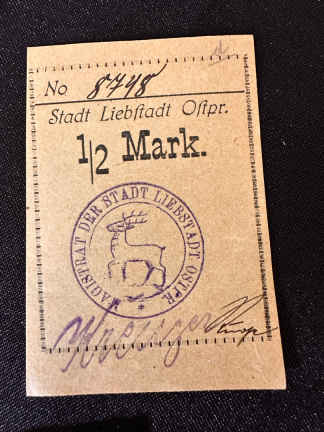 No 8748
Stadt Liebstadt Ostpr.
1/2 Mark.
MAGISTRAT DER STADT LIEBSTADT OSTPR.